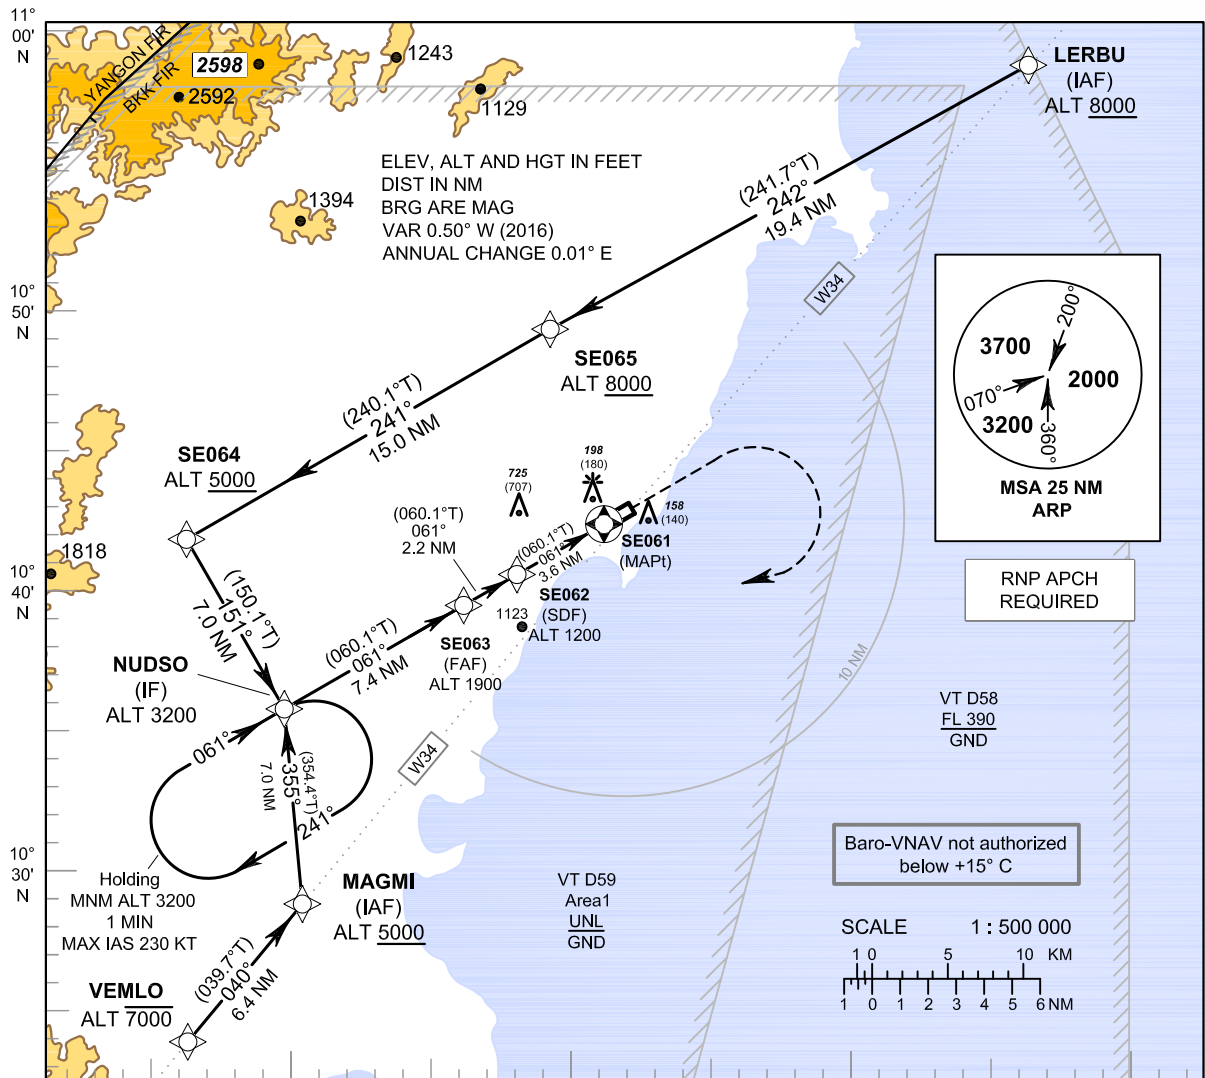 11°
00'
N
YANGON FIR
BKK FIR
2598
2592
1243
1129
1394
LERBU
(IAF)
ALT 8000
ELEV, ALT AND HGT IN FEET
DIST IN NM
BRG ARE MAG
VAR 0.50° W (2016)
ANNUAL CHANGE 0.01° E
(241.7°T)
242°
19.4 NM
W34
10°
50'
N
SE065
ALT 8000
(240.1°T)
241°
15.0 NM
SE064
ALT 5000
3700
2000
3200
200°
070°
360°
MSA 25 NM
ARP
725
(707)
198
(180)
158
(140)
(060.1°T)
061°
2.2 NM
(060.1°T)
061°
3.6 NM
SE061
(MAPt)
1818
10°
40'
N
RNP APCH
REQUIRED
SE062
(SDF)
ALT 1200
1123
SE063
(FAF)
ALT 1900
(150.1°T)
151°
7.0 NM
(060.1°T)
061°
7.4 NM
NUDSO
(IF)
ALT 3200
10 NM
VT D58
FL 390
GND
061°
241°
(354.4°T)
355°
7.0 NM
W34
10°
30'
N
Holding
MNM ALT 3200
1 MIN
MAX IAS 230 KT
MAGMI
(IAF)
ALT 5000
VT D59
Area1
UNL
GND
Baro-VNAV not authorized
below +15° C
SCALE 1 : 500 000
1 0 5 10 KM
1 0 1 2 3 4 5 6 NM
(039.7°T)
040°
6.4 NM
VEMLO
ALT 7000